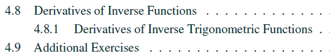 4.8 Derivatives of Inverse Functions . . . . . . . . . . . .
4.8.1 Derivatives of Inverse Trigonometric Functions .
4.9 Additional Exercises . . . . . . . . . . . . . . . . .